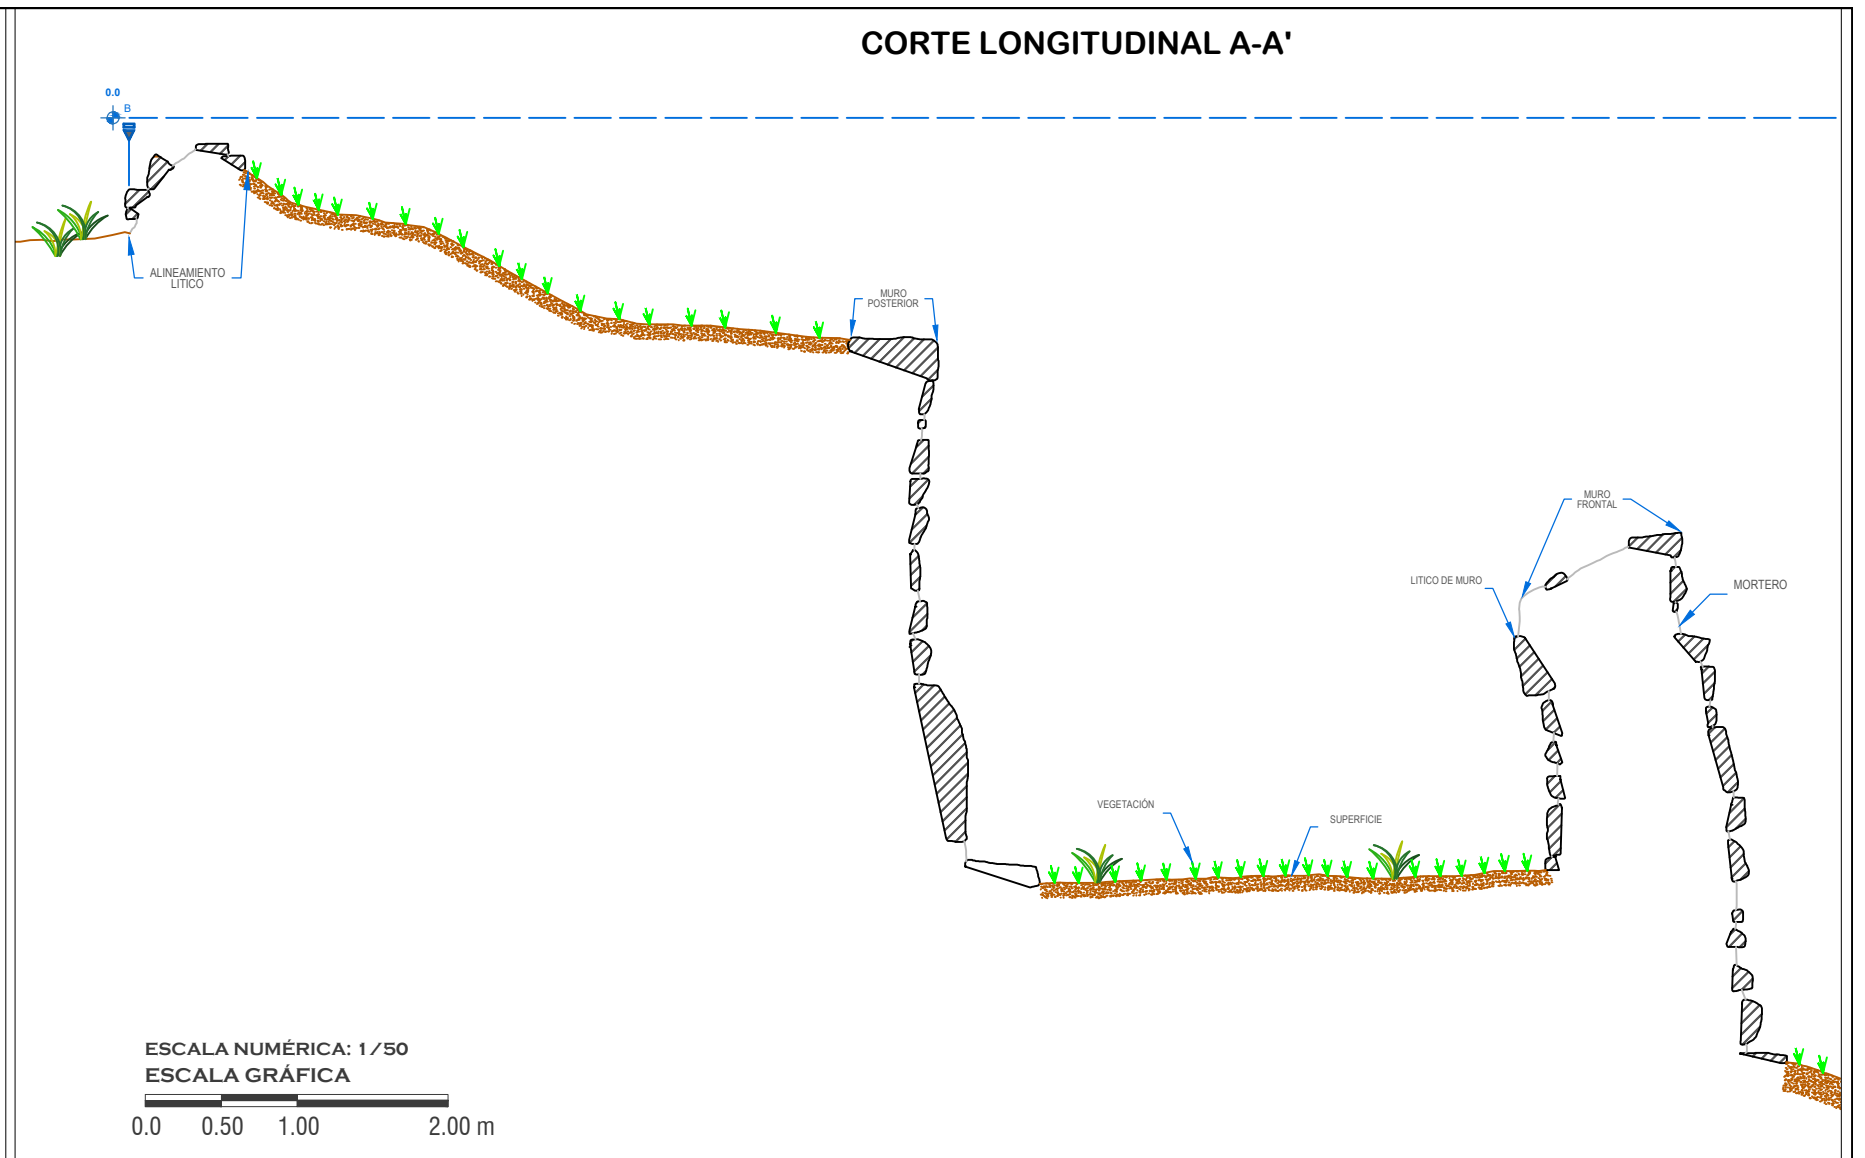 CORTE LONGITUDINAL A-A'
0.0
B
ALINEAMIENTO
LITICO
MURO
POSTERIOR
MURO
FRONTAL
LITICO DE MURO
MORTERO
VEGETACIÓN
SUPERFICIE
ESCALA NUMÉRICA: 1/50
ESCALA GRÁFICA
0.0 0.50 1.00 2.00 m